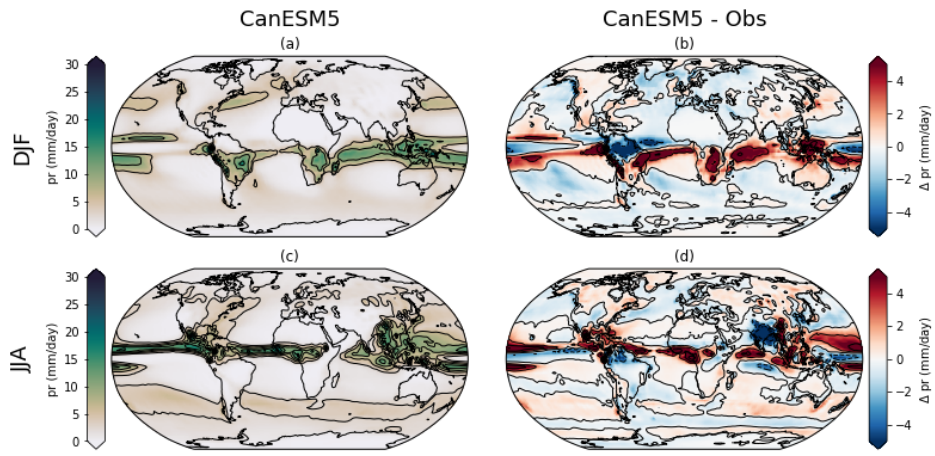 CanESM5
CanESM5 - Obs
(a)
(b)
DJF
pr (mm/day)
30
25
20
15
10
5
0
Δ pr (mm/day)
4
2
0
−2
−4
(c)
(d)
JJA
pr (mm/day)
30
25
20
15
10
5
0
Δ pr (mm/day)
4
2
0
−2
−4